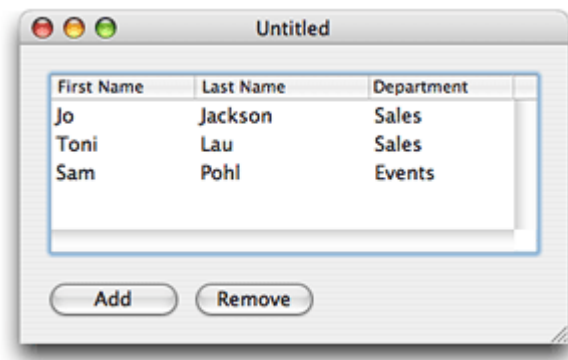 Untitled
First Name Last Name Department
Jo Jackson Sales
Toni Lau Sales
Sam Pohl Events
Add Remove